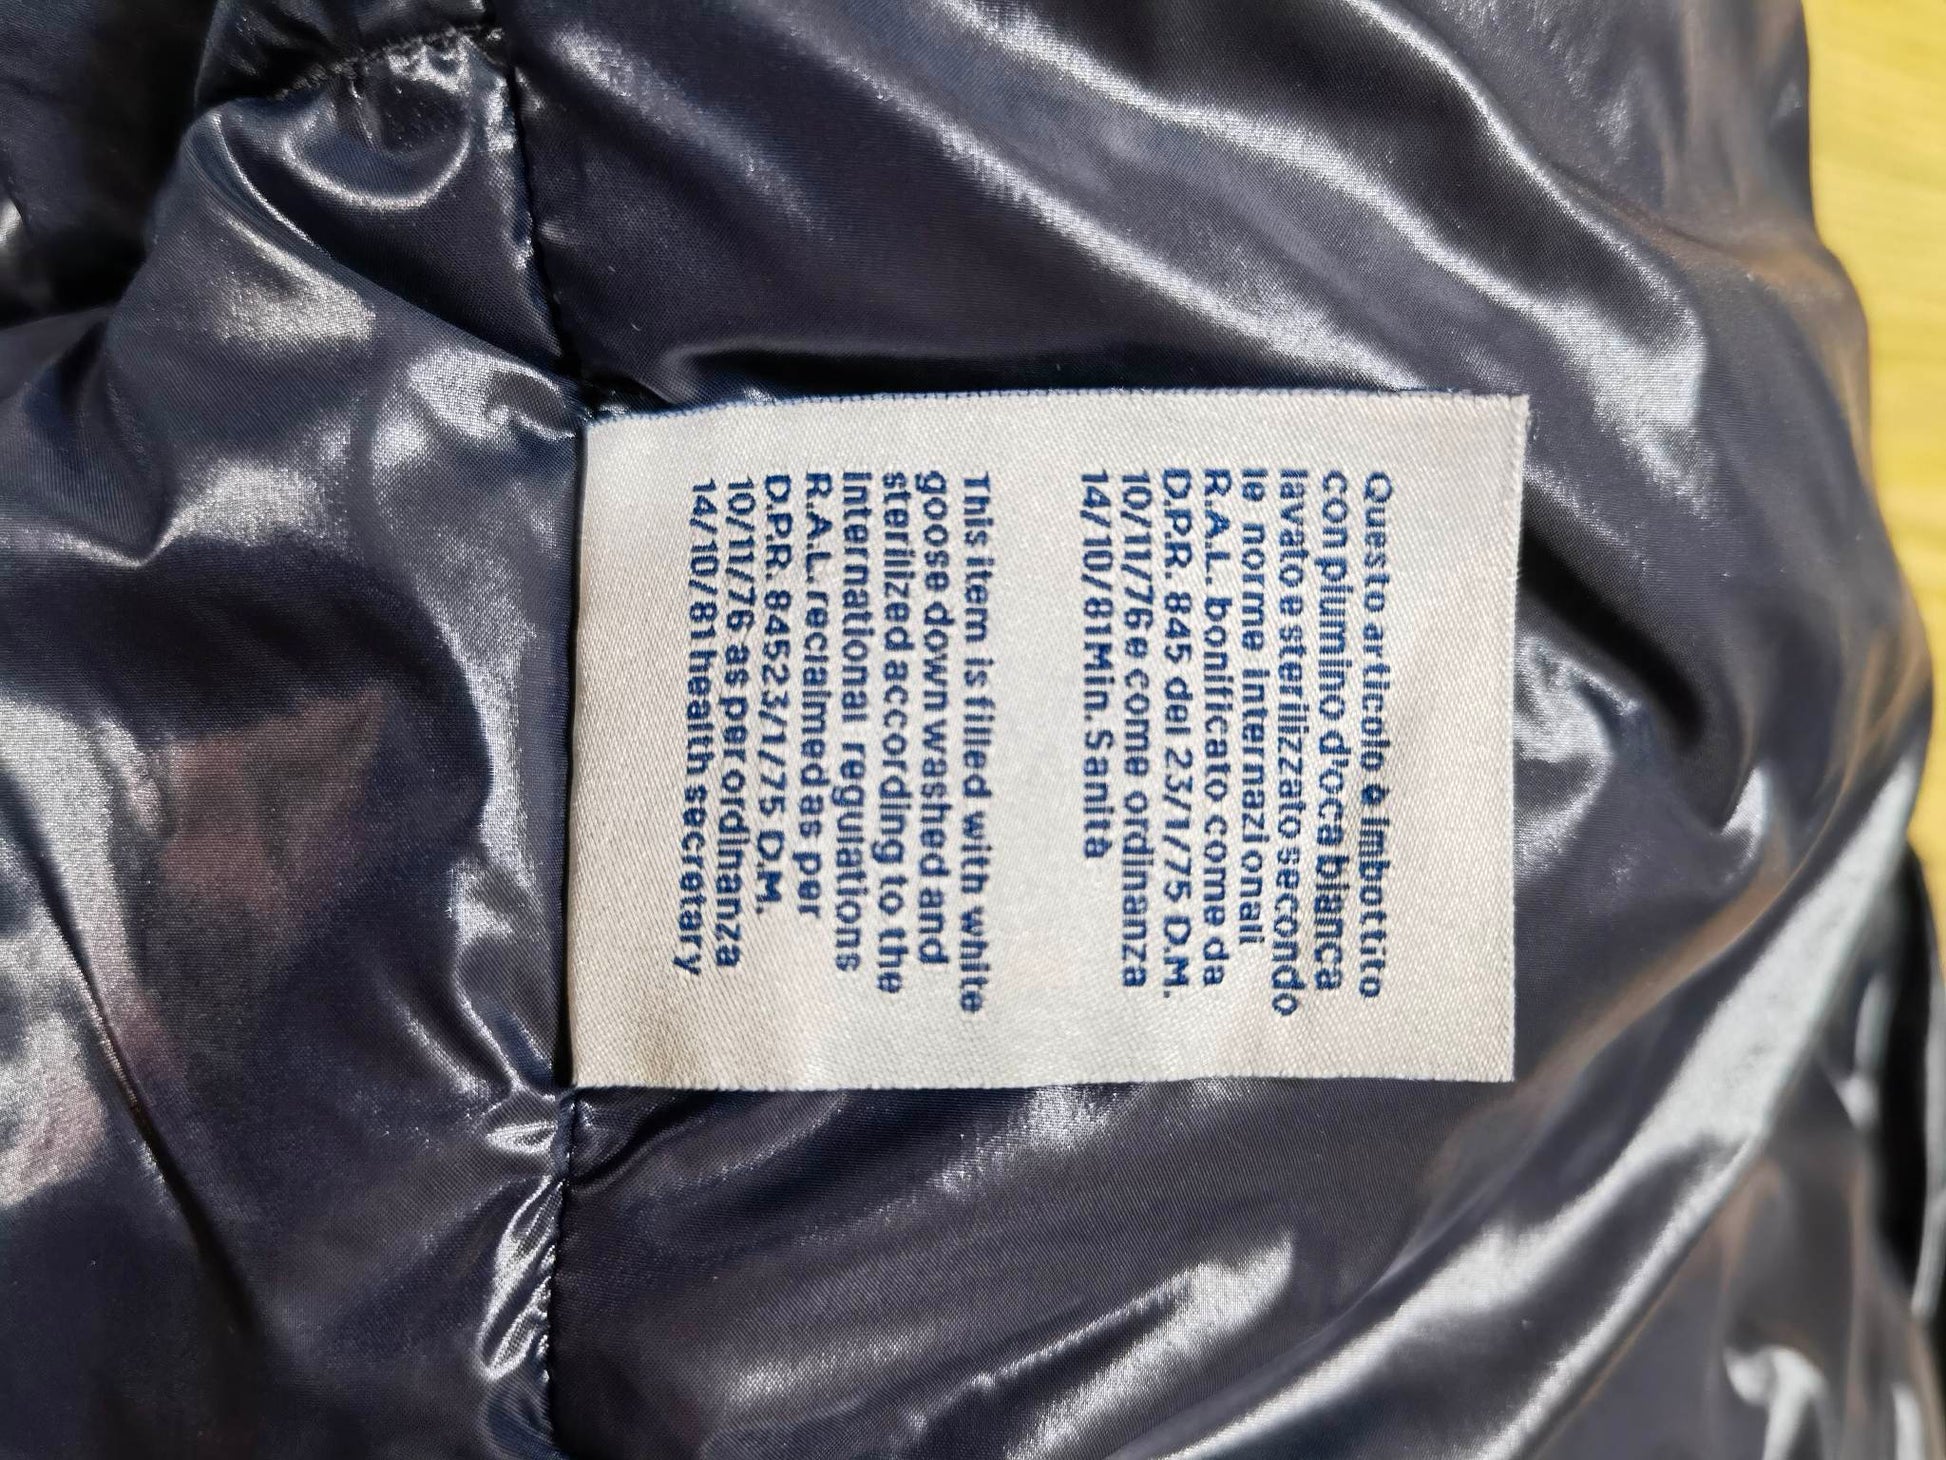 Questo articolo è imbottito
con piumino d'oca bianca
lavato e sterilizzato secondo
le norme internazionali
R.A.L. bonificato come da
D.P.R. 845 del 23/1/75 D.M.
10/11/76 e come ordinanza
14/10/81 Min. Sanità
This item is filled with white
goose down washed and
sterilized according to the
international reguations
R.A.L. reclalmed as per
D.P.R. 84523/1/75 D.M.
10/11/76 as per ordnanza
14/10/81 health secretary